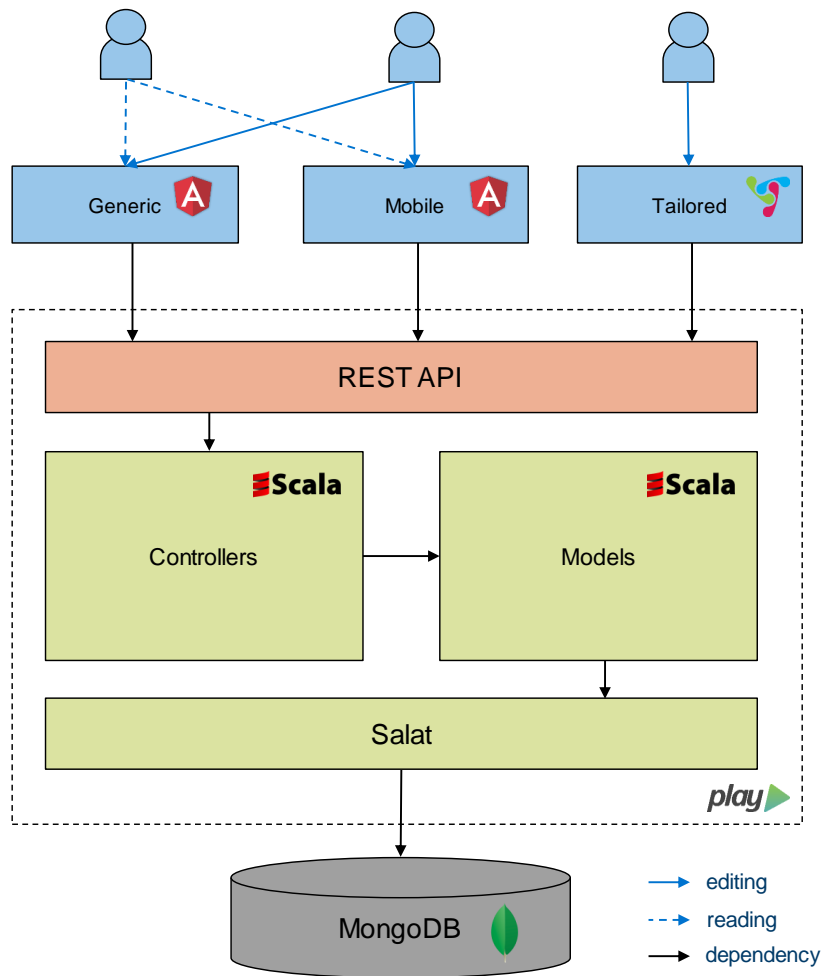 Generic
A
Mobile
A
Tailored
REST API
Scala
Scala
Controllers
Models
Salat
play
MongoDB
editing
reading
dependency